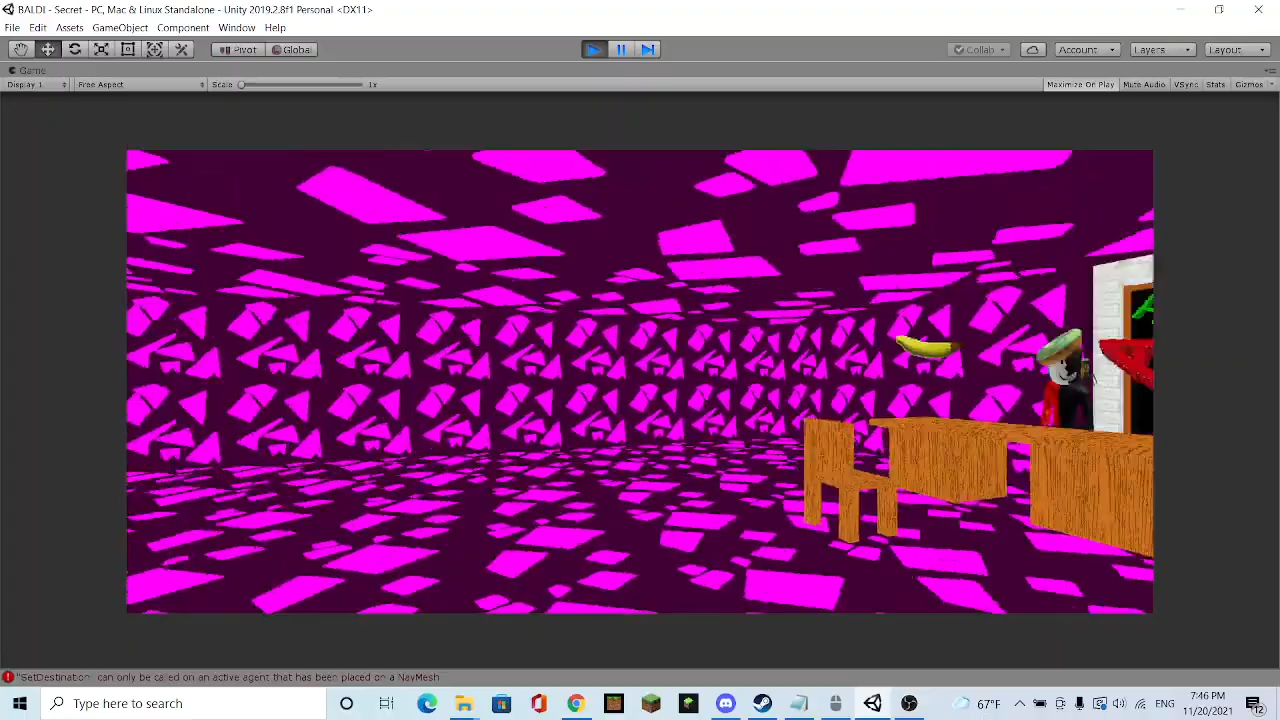 BALDI - Secret - PC, Mac & Linux Standalone - Unity 2019.2.8f1 Personal <DX11>
File Edit Assets GameObject Component Window Help
Pivot Global Collab Account Layers Layout
Game
Display 1 Free Aspect Scale 1x Maximize On Play Mute Audio VSync Stats Gizmos
"SetDestination" can only be called on an active agent that has been placed on a NavMesh.
Type here to search 67°F ENG 7:46 PM
11/20/2021 12